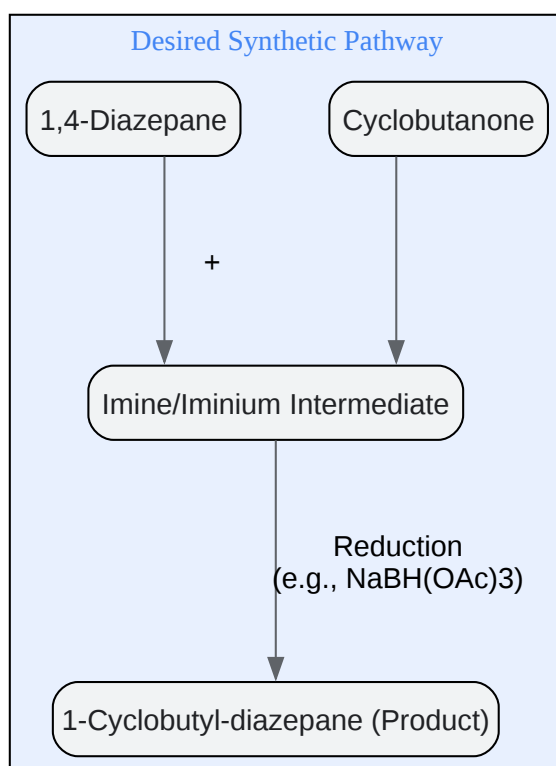 Desired Synthetic Pathway
1,4-Diazepane
Cyclobutanone
+
Imine/Iminium Intermediate
Reduction
(e.g., NaBH(OAc)3)
1-Cyclobutyl-diazepane (Product)